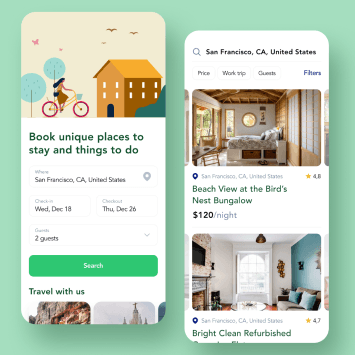 Book unique places to
stay and things to do
Where
San Francisco, CA, United States
Check-in
Wed, Dec 18
Checkout
Thu, Dec 26
Guests
2 guests
Search
Travel with us
San Francisco, CA, United States
Price
Work trip
Guests
Filters
San Francisco, CA, United States
4,8
Beach View at the Bird's
Nest Bungalow
$120/night
San Francisco, CA, United States
4,7
Bright Clean Refurbished